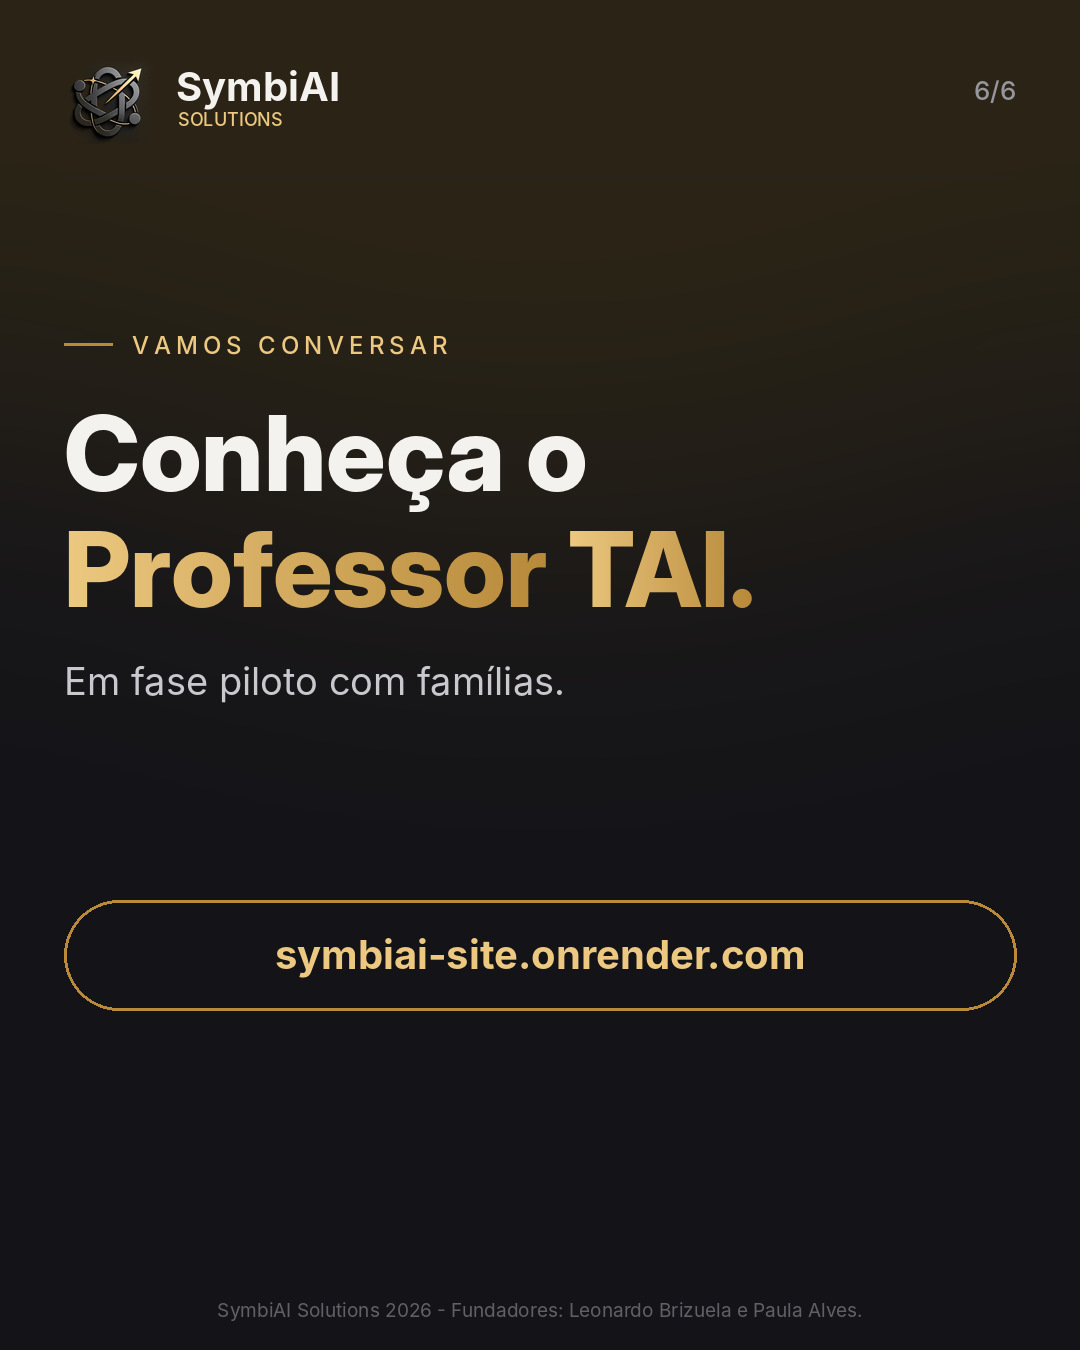 SymbiAI
SOLUTIONS
6/6
VAMOS CONVERSAR
Conheça o
Professor TAI.
Em fase piloto com famílias.
symbiai-site.onrender.com
SymbiAI Solutions 2026 - Fundadores: Leonardo Brizuela e Paula Alves.